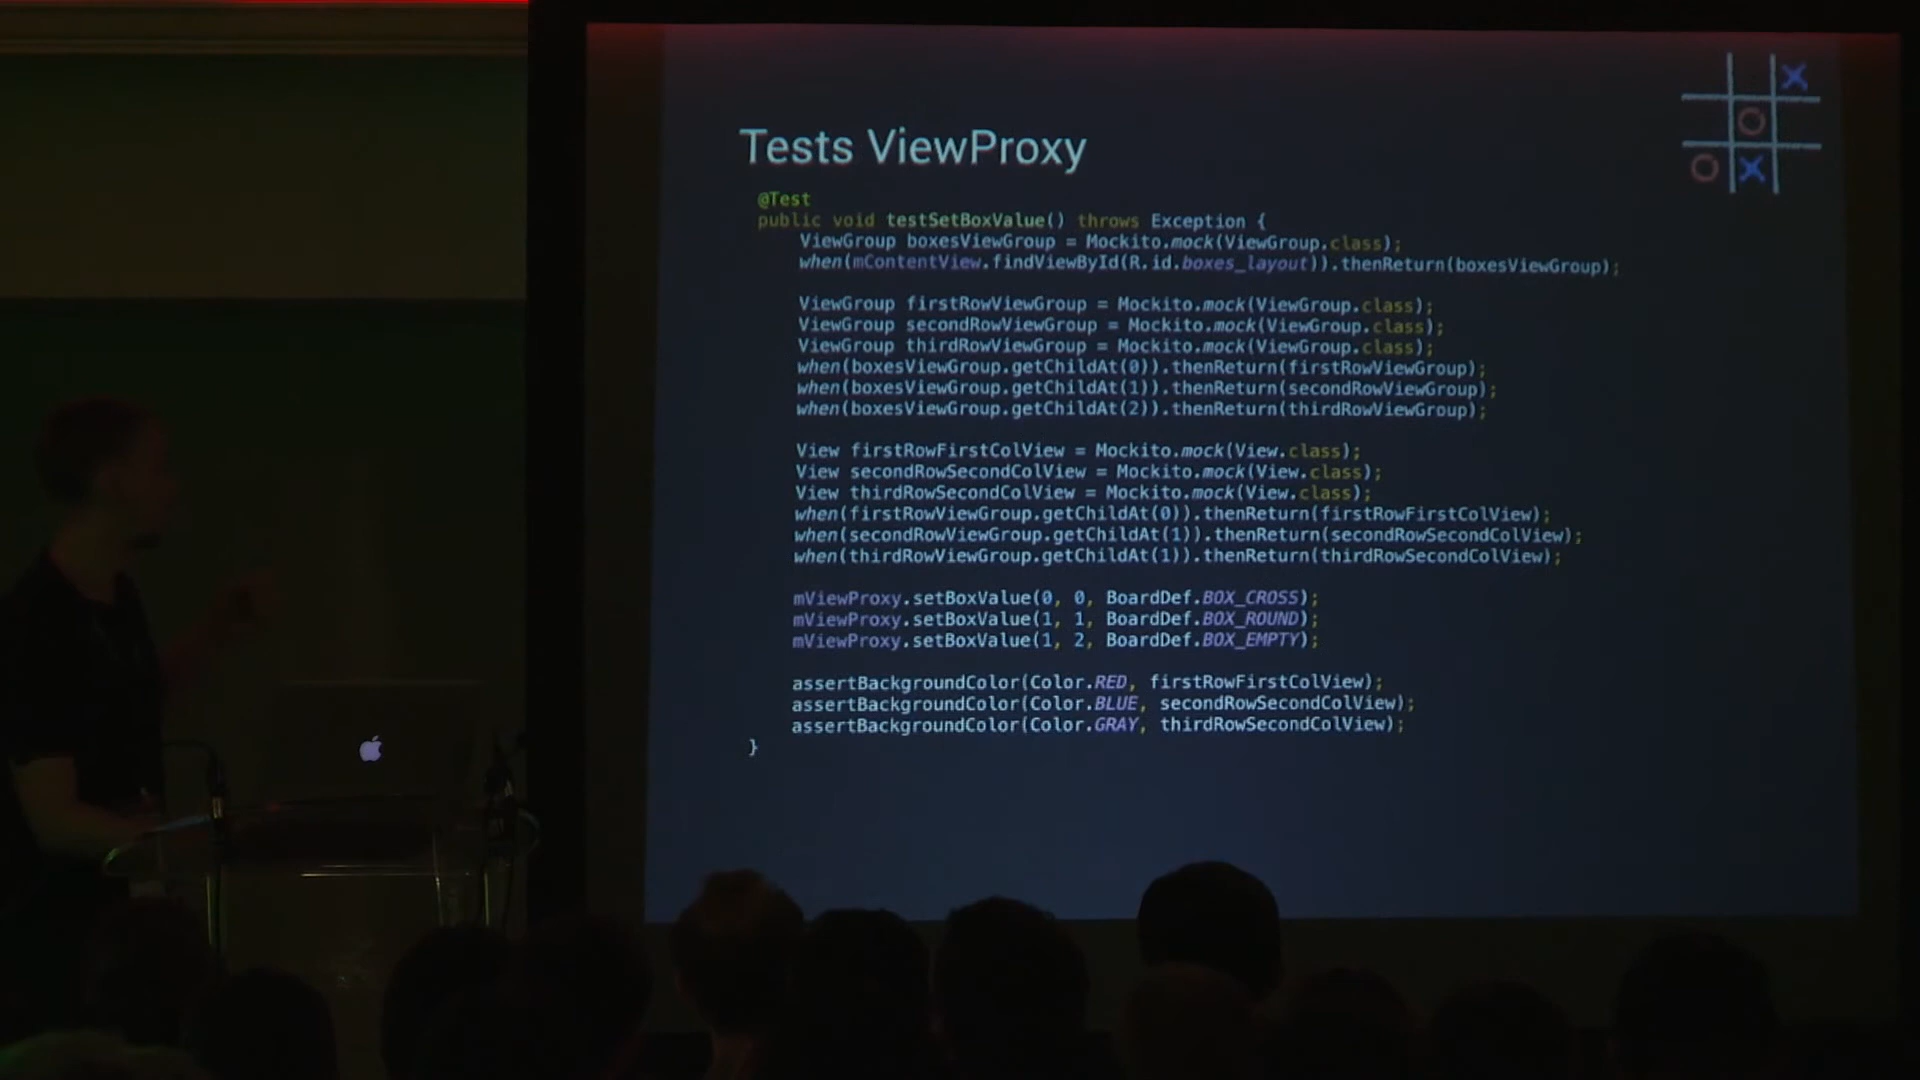 Tests ViewProxy
@Test
public void testSetBoxValue() throws Exception {
ViewGroup boxesViewGroup = Mockito.mock(ViewGroup.class);
when(mContentView.findViewById(R.id.boxes_layout)).thenReturn(boxesViewGroup);
ViewGroup firstRowViewGroup = Mockito.mock(ViewGroup.class);
ViewGroup secondRowViewGroup = Mockito.mock(ViewGroup.class);
ViewGroup thirdRowViewGroup = Mockito.mock(ViewGroup.class);
when(boxesViewGroup.getChildAt(0)).thenReturn(firstRowViewGroup);
when(boxesViewGroup.getChildAt(1)).thenReturn(secondRowViewGroup);
when(boxesViewGroup.getChildAt(2)).thenReturn(thirdRowViewGroup);
View firstRowFirstColView = Mockito.mock(View.class);
View secondRowSecondColView = Mockito.mock(View.class);
View thirdRowSecondColView = Mockito.mock(View.class);
when(firstRowViewGroup.getChildAt(0)).thenReturn(firstRowFirstColView);
when(secondRowViewGroup.getChildAt(1)).thenReturn(secondRowSecondColView);
when(thirdRowViewGroup.getChildAt(1)).thenReturn(thirdRowSecondColView);
mViewProxy.setBoxValue(0, 0, BoardDef.BOX_CROSS);
mViewProxy.setBoxValue(1, 1, BoardDef.BOX_ROUND);
mViewProxy.setBoxValue(1, 2, BoardDef.BOX_EMPTY);
assertBackgroundColor(Color.RED, firstRowFirstColView);
assertBackgroundColor(Color.BLUE, secondRowSecondColView);
assertBackgroundColor(Color.GRAY, thirdRowSecondColView);
}